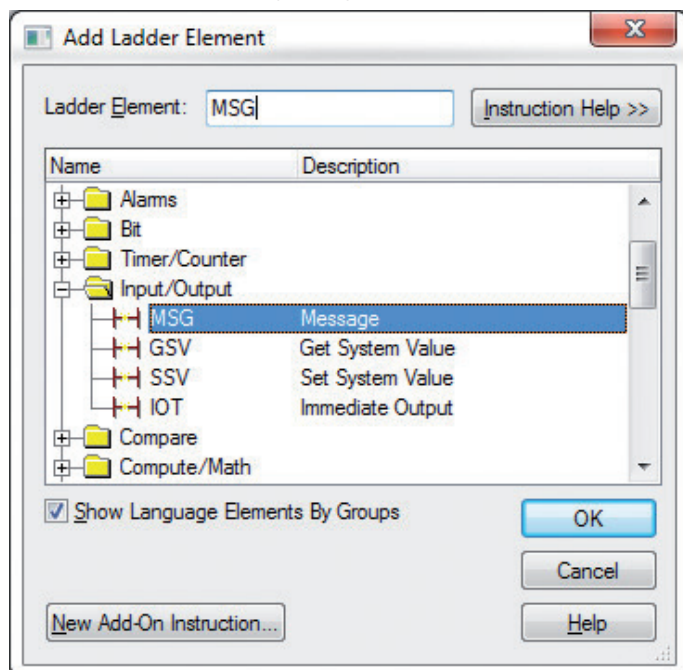 Add Ladder Element
Ladder Element: MSG Instruction Help >>
Name Description
Alarms
Bit
Timer/Counter
Input/Output
MSG Message
GSV Get System Value
SSV Set System Value
IOT Immediate Output
Compare
Compute/Math
Show Language Elements By Groups
OK
Cancel
New Add-On Instruction... Help